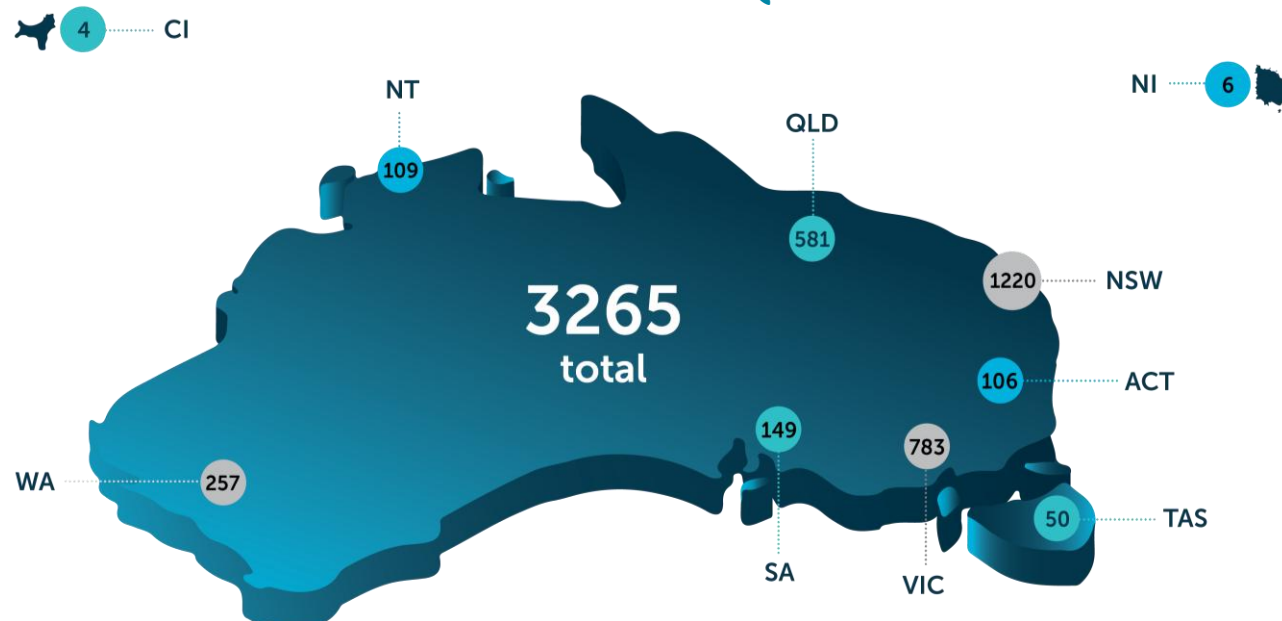 4 CI
NI 6
NT
109
QLD
581
1220 NSW
3265
total
106 ACT
149
783
WA 257
50 TAS
SA
VIC